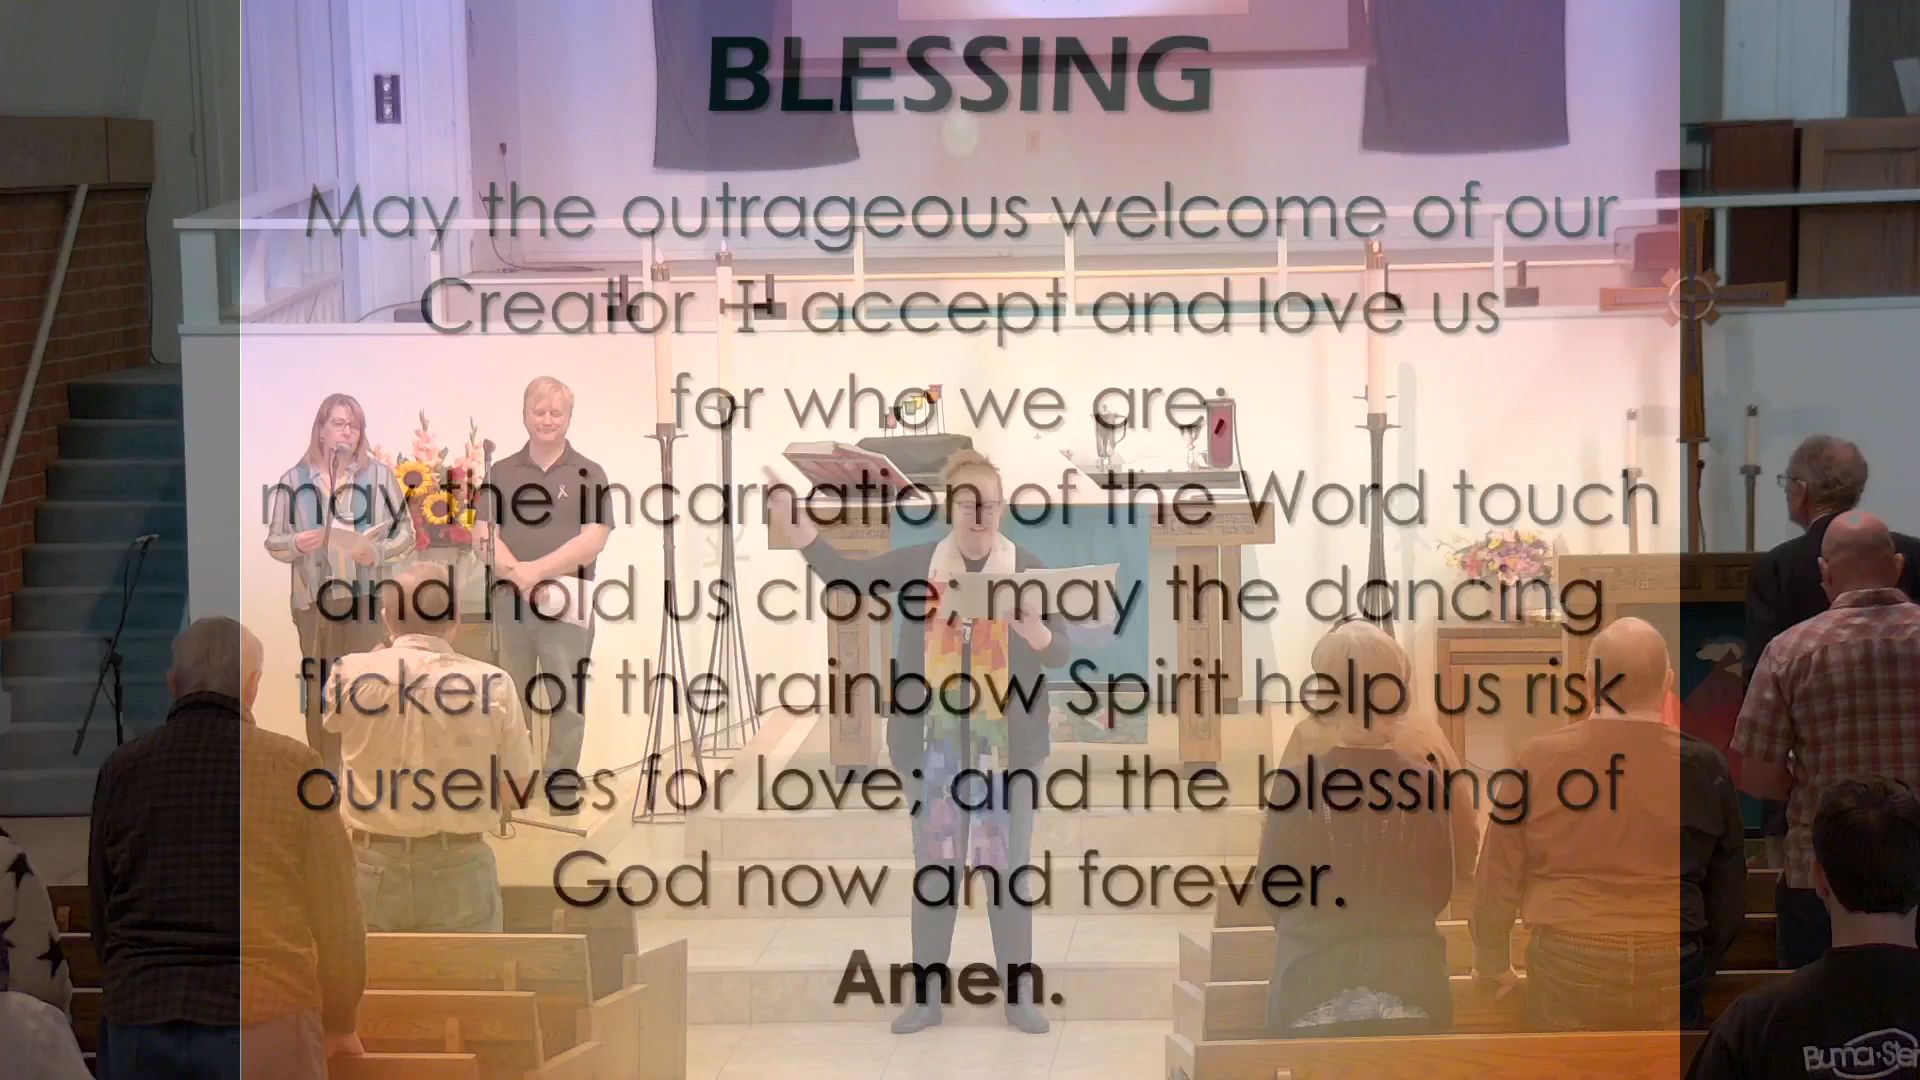 BLESSING
May the outrageous welcome of our
Creator ☩ accept and love us
for who we are;
may the incarnation of the Word touch
and hold us close; may the dancing
flicker of the rainbow Spirit help us risk
ourselves for love; and the blessing of
God now and forever.
Amen.